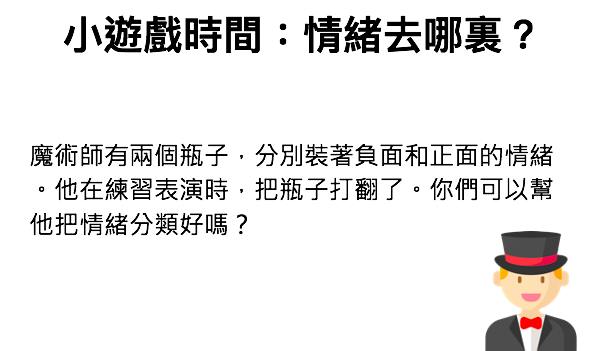 小遊戲時間：情緒去哪裏？
魔術師有兩個瓶子，分別裝著負面和正面的情緒
。他在練習表演時，把瓶子打翻了。你們可以幫
他把情緒分類好嗎？